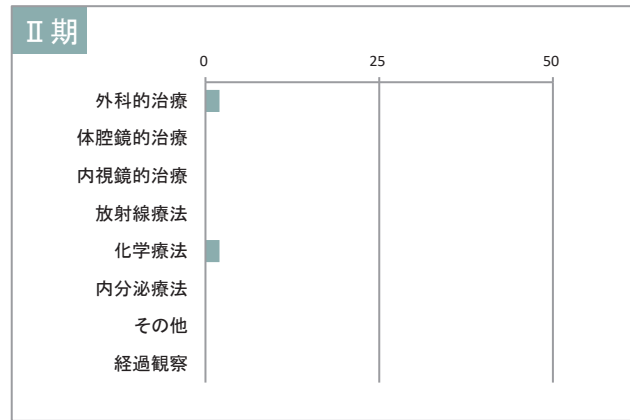 Ⅱ期
0 25 50
外科的治療
体腔鏡的治療
内視鏡的治療
放射線療法
化学療法
内分泌療法
その他
経過観察